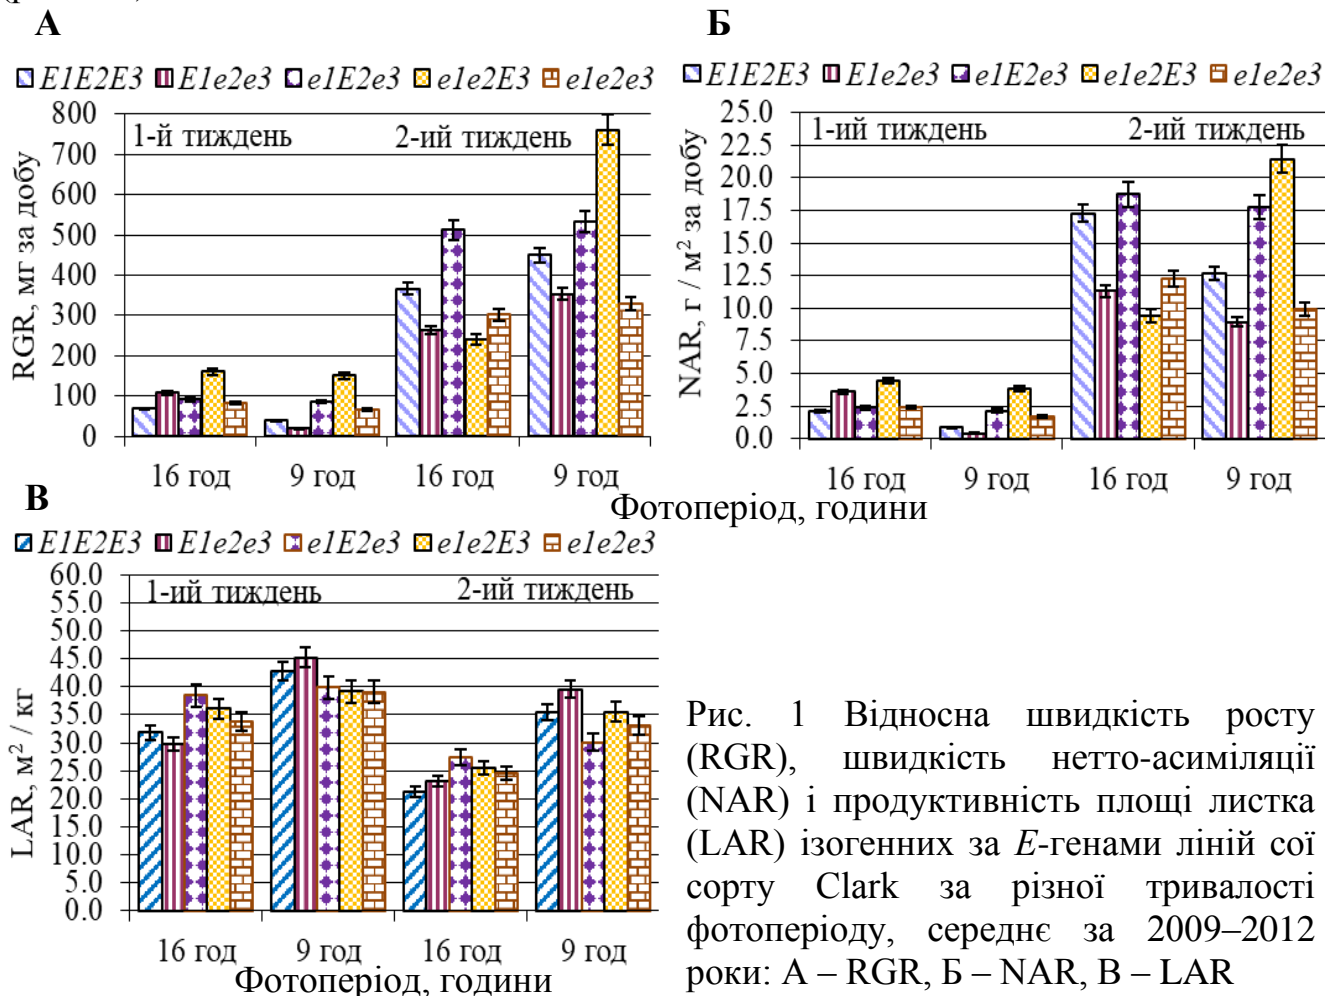 А
E1E2E3 E1e2e3 e1E2e3 e1e2E3 e1e2e3
800
700
600
500
400
300
200
100
0
RGR, мг за добу
1-й тиждень
2-ий тиждень
16 год 9 год 16 год 9 год
Б
E1E2E3 E1e2e3 e1E2e3 e1e2E3 e1e2e3
25.0
22.5
20.0
17.5
15.0
12.5
10.0
7.5
5.0
2.5
0.0
NAR, г / м² за добу
1-ий тиждень
2-ий тиждень
16 год 9 год 16 год 9 год
Фотоперіод, години
В
E1E2E3 E1e2e3 e1E2e3 e1e2E3 e1e2e3
60.0
55.0
50.0
45.0
40.0
35.0
30.0
25.0
20.0
15.0
10.0
5.0
0.0
LAR, м² / кг
1-ий тиждень
2-ий тиждень
16 год 9 год 16 год 9 год
Фотоперіод, години
Рис. 1 Відносна швидкість росту
(RGR), швидкість нетто-асиміляції
(NAR) і продуктивність площі листка
(LAR) ізогенних за E-генами ліній сої
сорту Clark за різної тривалості
фотоперіоду, середнє за 2009–2012
роки: А – RGR, Б – NAR, В – LAR